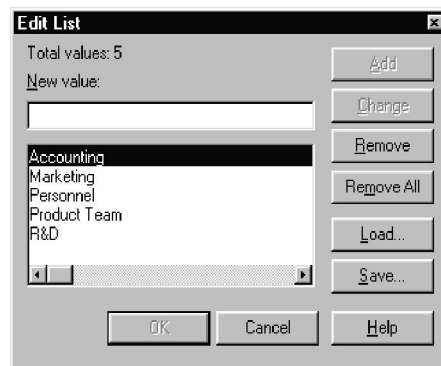 Edit List
Total values: 5
New value:
Accounting
Marketing
Personnel
Product Team
R&D
Add
Change
Remove
Remove All
Load...
Save...
OK
Cancel
Help